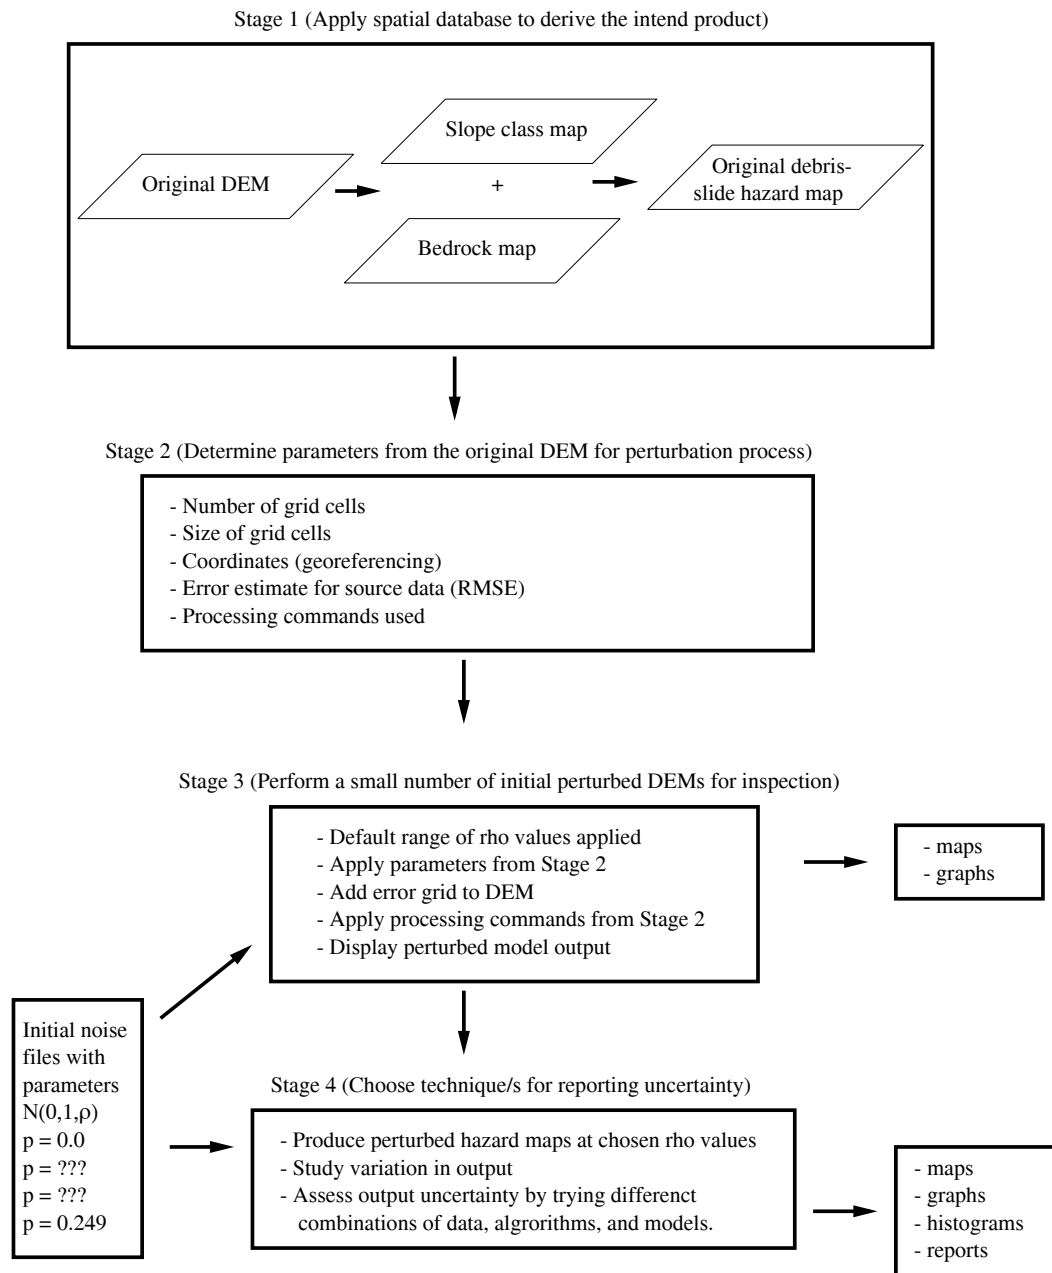 Stage 1 (Apply spatial database to derive the intend product)
Original DEM
Slope class map
+
Bedrock map
Original debris-
slide hazard map
Stage 2 (Determine parameters from the original DEM for perturbation process)
- Number of grid cells
- Size of grid cells
- Coordinates (georeferencing)
- Error estimate for source data (RMSE)
- Processing commands used
Stage 3 (Perform a small number of initial perturbed DEMs for inspection)
- Default range of rho values applied
- Apply parameters from Stage 2
- Add error grid to DEM
- Apply processing commands from Stage 2
- Display perturbed model output
- maps
- graphs
Initial noise
files with
parameters
N(0,1,ρ)
p = 0.0
p = ???
p = ???
p = 0.249
Stage 4 (Choose technique/s for reporting uncertainty)
- Produce perturbed hazard maps at chosen rho values
- Study variation in output
- Assess output uncertainty by trying differenct
combinations of data, algrorithms, and models.
- maps
- graphs
- histograms
- reports